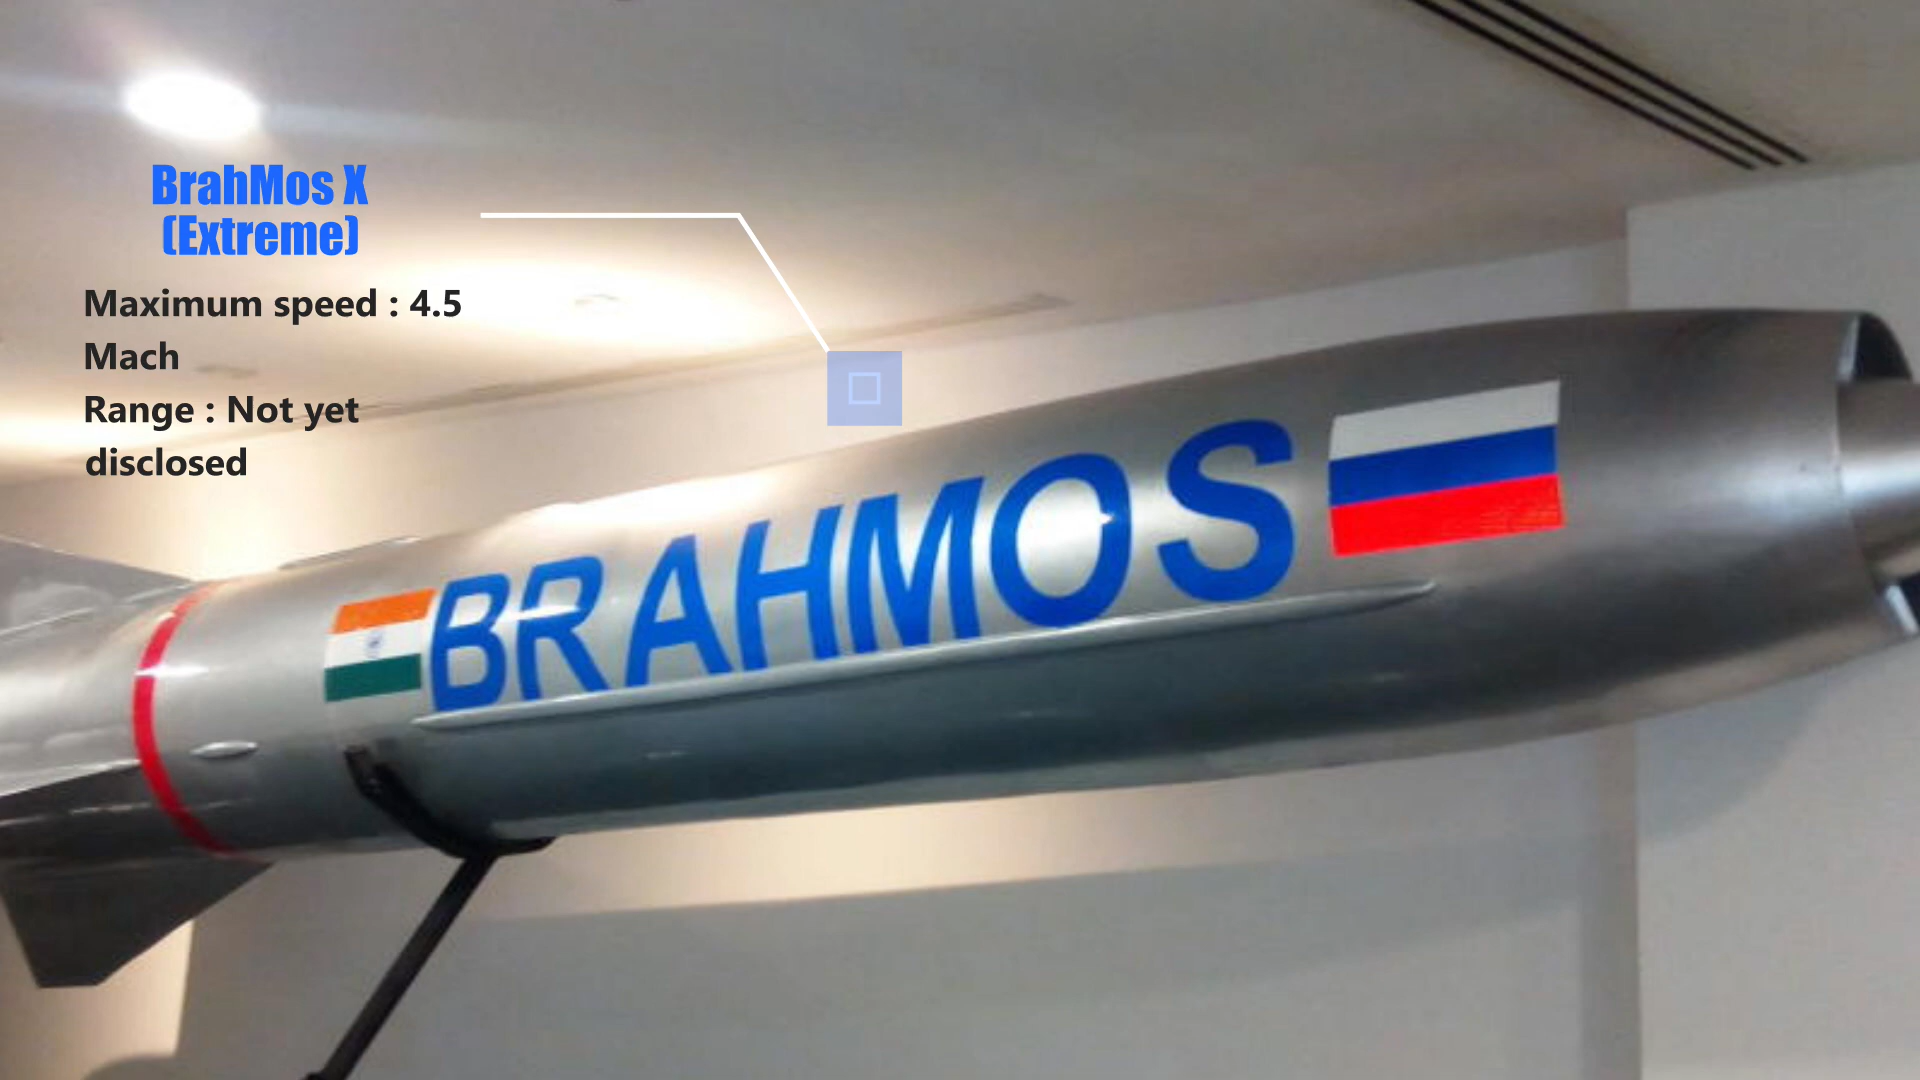 BrahMos X
(Extreme)
Maximum speed : 4.5
Mach
Range : Not yet
disclosed
BRAHMOS